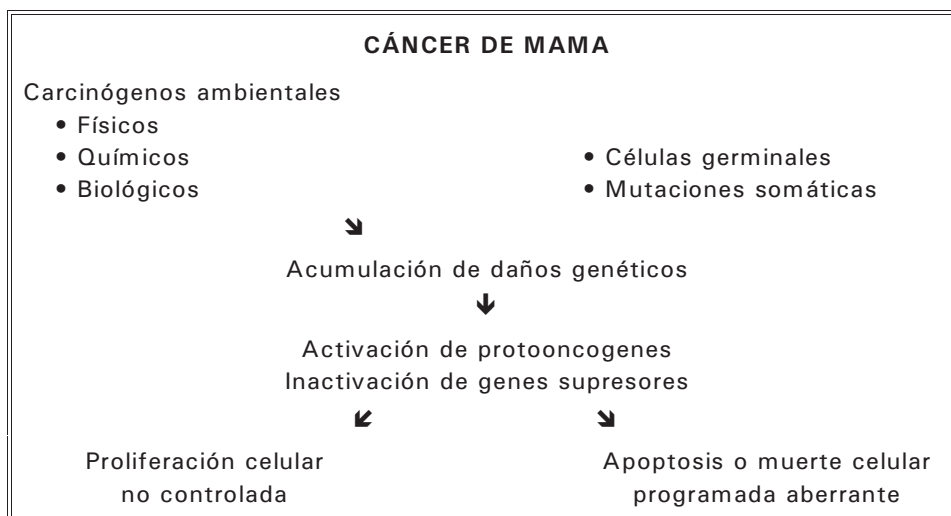 CÁNCER DE MAMA
Carcinógenos ambientales
• Físicos
• Químicos
• Biológicos
• Células germinales
• Mutaciones somáticas
Acumulación de daños genéticos
Activación de protooncogenes
Inactivación de genes supresores
Proliferación celular
no controlada
Apoptosis o muerte celular
programada aberrante